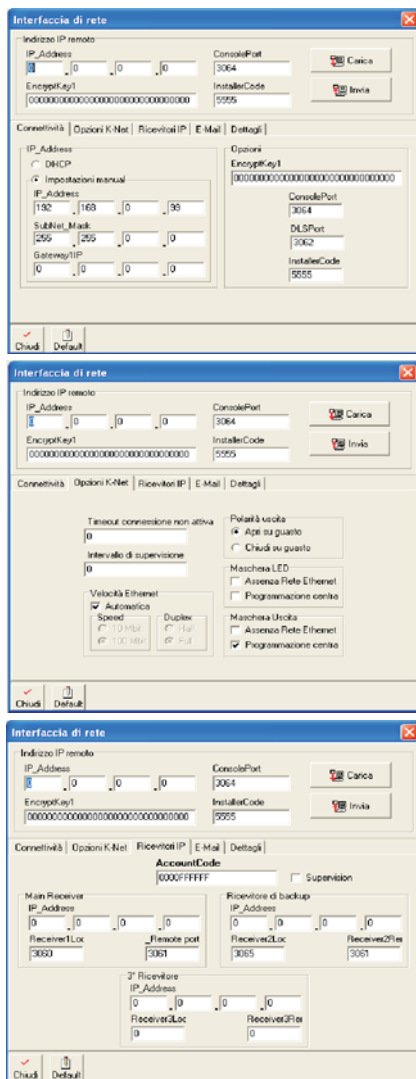 Interfaccia di rete
Indirizzo IP remoto
IP_Address ConsolePort
0 .0 .0 .0 3064 Carica
EncryptKey1 InstallerCode
00000000000000000000000000000000 5555 Invia
Connettività Opzioni K-Net Ricevitori IP E-Mail Dettagli
IP_Address Opzioni
DHCP EncryptKey1
Impostazioni manual 00000000000000000000000000000000
IP_Address ConsolePort
192 .168 .0 .99 3064
SubNet_Mask DLSPort
255 .255 .0 .0 3062
Gateway1IP InstallerCode
0 .0 .0 .0 5555
Chiudi Default
Interfaccia di rete
Indirizzo IP remoto
IP_Address ConsolePort
0 .0 .0 .0 3064 Carica
EncryptKey1 InstallerCode
00000000000000000000000000000000 5555 Invia
Connettività Opzioni K-Net Ricevitori IP E-Mail Dettagli
Timeout connessione non attiva Polarità uscita
0 Apri su guasto
Intervallo di supervisione Chiudi su guasto
0 Maschera LED
Velocità Ethernet Assenza Rete Ethernet
Automatica Programmazione centra
Speed Duplex Maschera Uscita
10 Mbit Half Assenza Rete Ethernet
100 Mbit Full Programmazione centra
Chiudi Default
Interfaccia di rete
Indirizzo IP remoto
IP_Address ConsolePort
0 .0 .0 .0 3064 Carica
EncryptKey1 InstallerCode
00000000000000000000000000000000 5555 Invia
Connettività Opzioni K-Net Ricevitori IP E-Mail Dettagli
AccountCode
0000FFFFFF Supervision
Main Receiver Ricevitore di backup
IP_Address IP_Address
0 .0 .0 .0 0 .0 .0 .0
Receiver1Loc _Remote port Receiver2Loc Receiver2Rei
3060 3061 3065 3061
3° Ricevitore
IP_Address
0 .0 .0 .0
Receiver3Loc Receiver3Rei
0 0
Chiudi Default